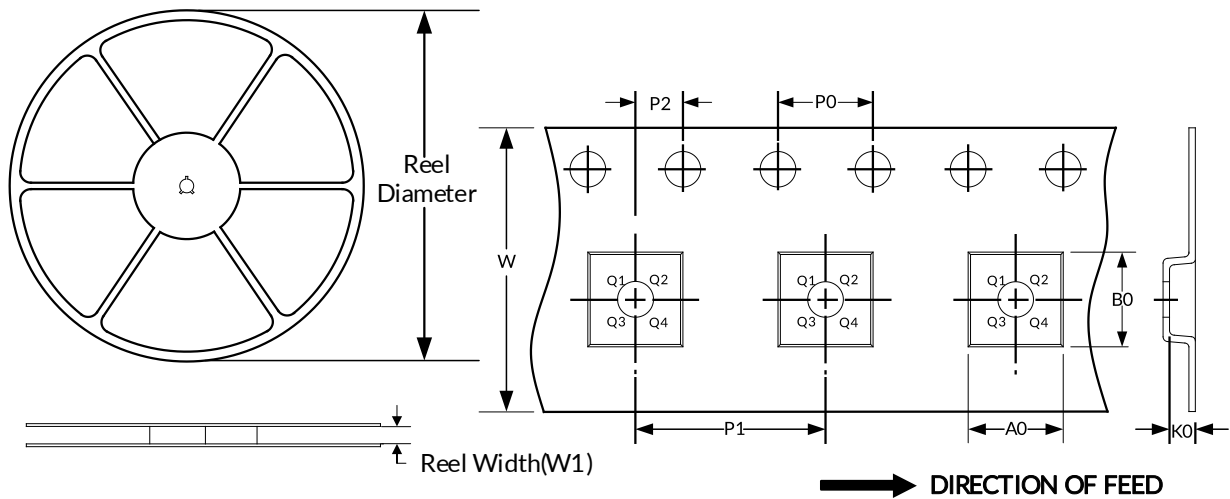 P2
P0
Reel
Diameter
W
Q1 Q2
Q3 Q4
Q1 Q2
Q3 Q4
Q1 Q2
Q3 Q4
B0
P1
A0
K0
Reel Width(W1)
DIRECTION OF FEED